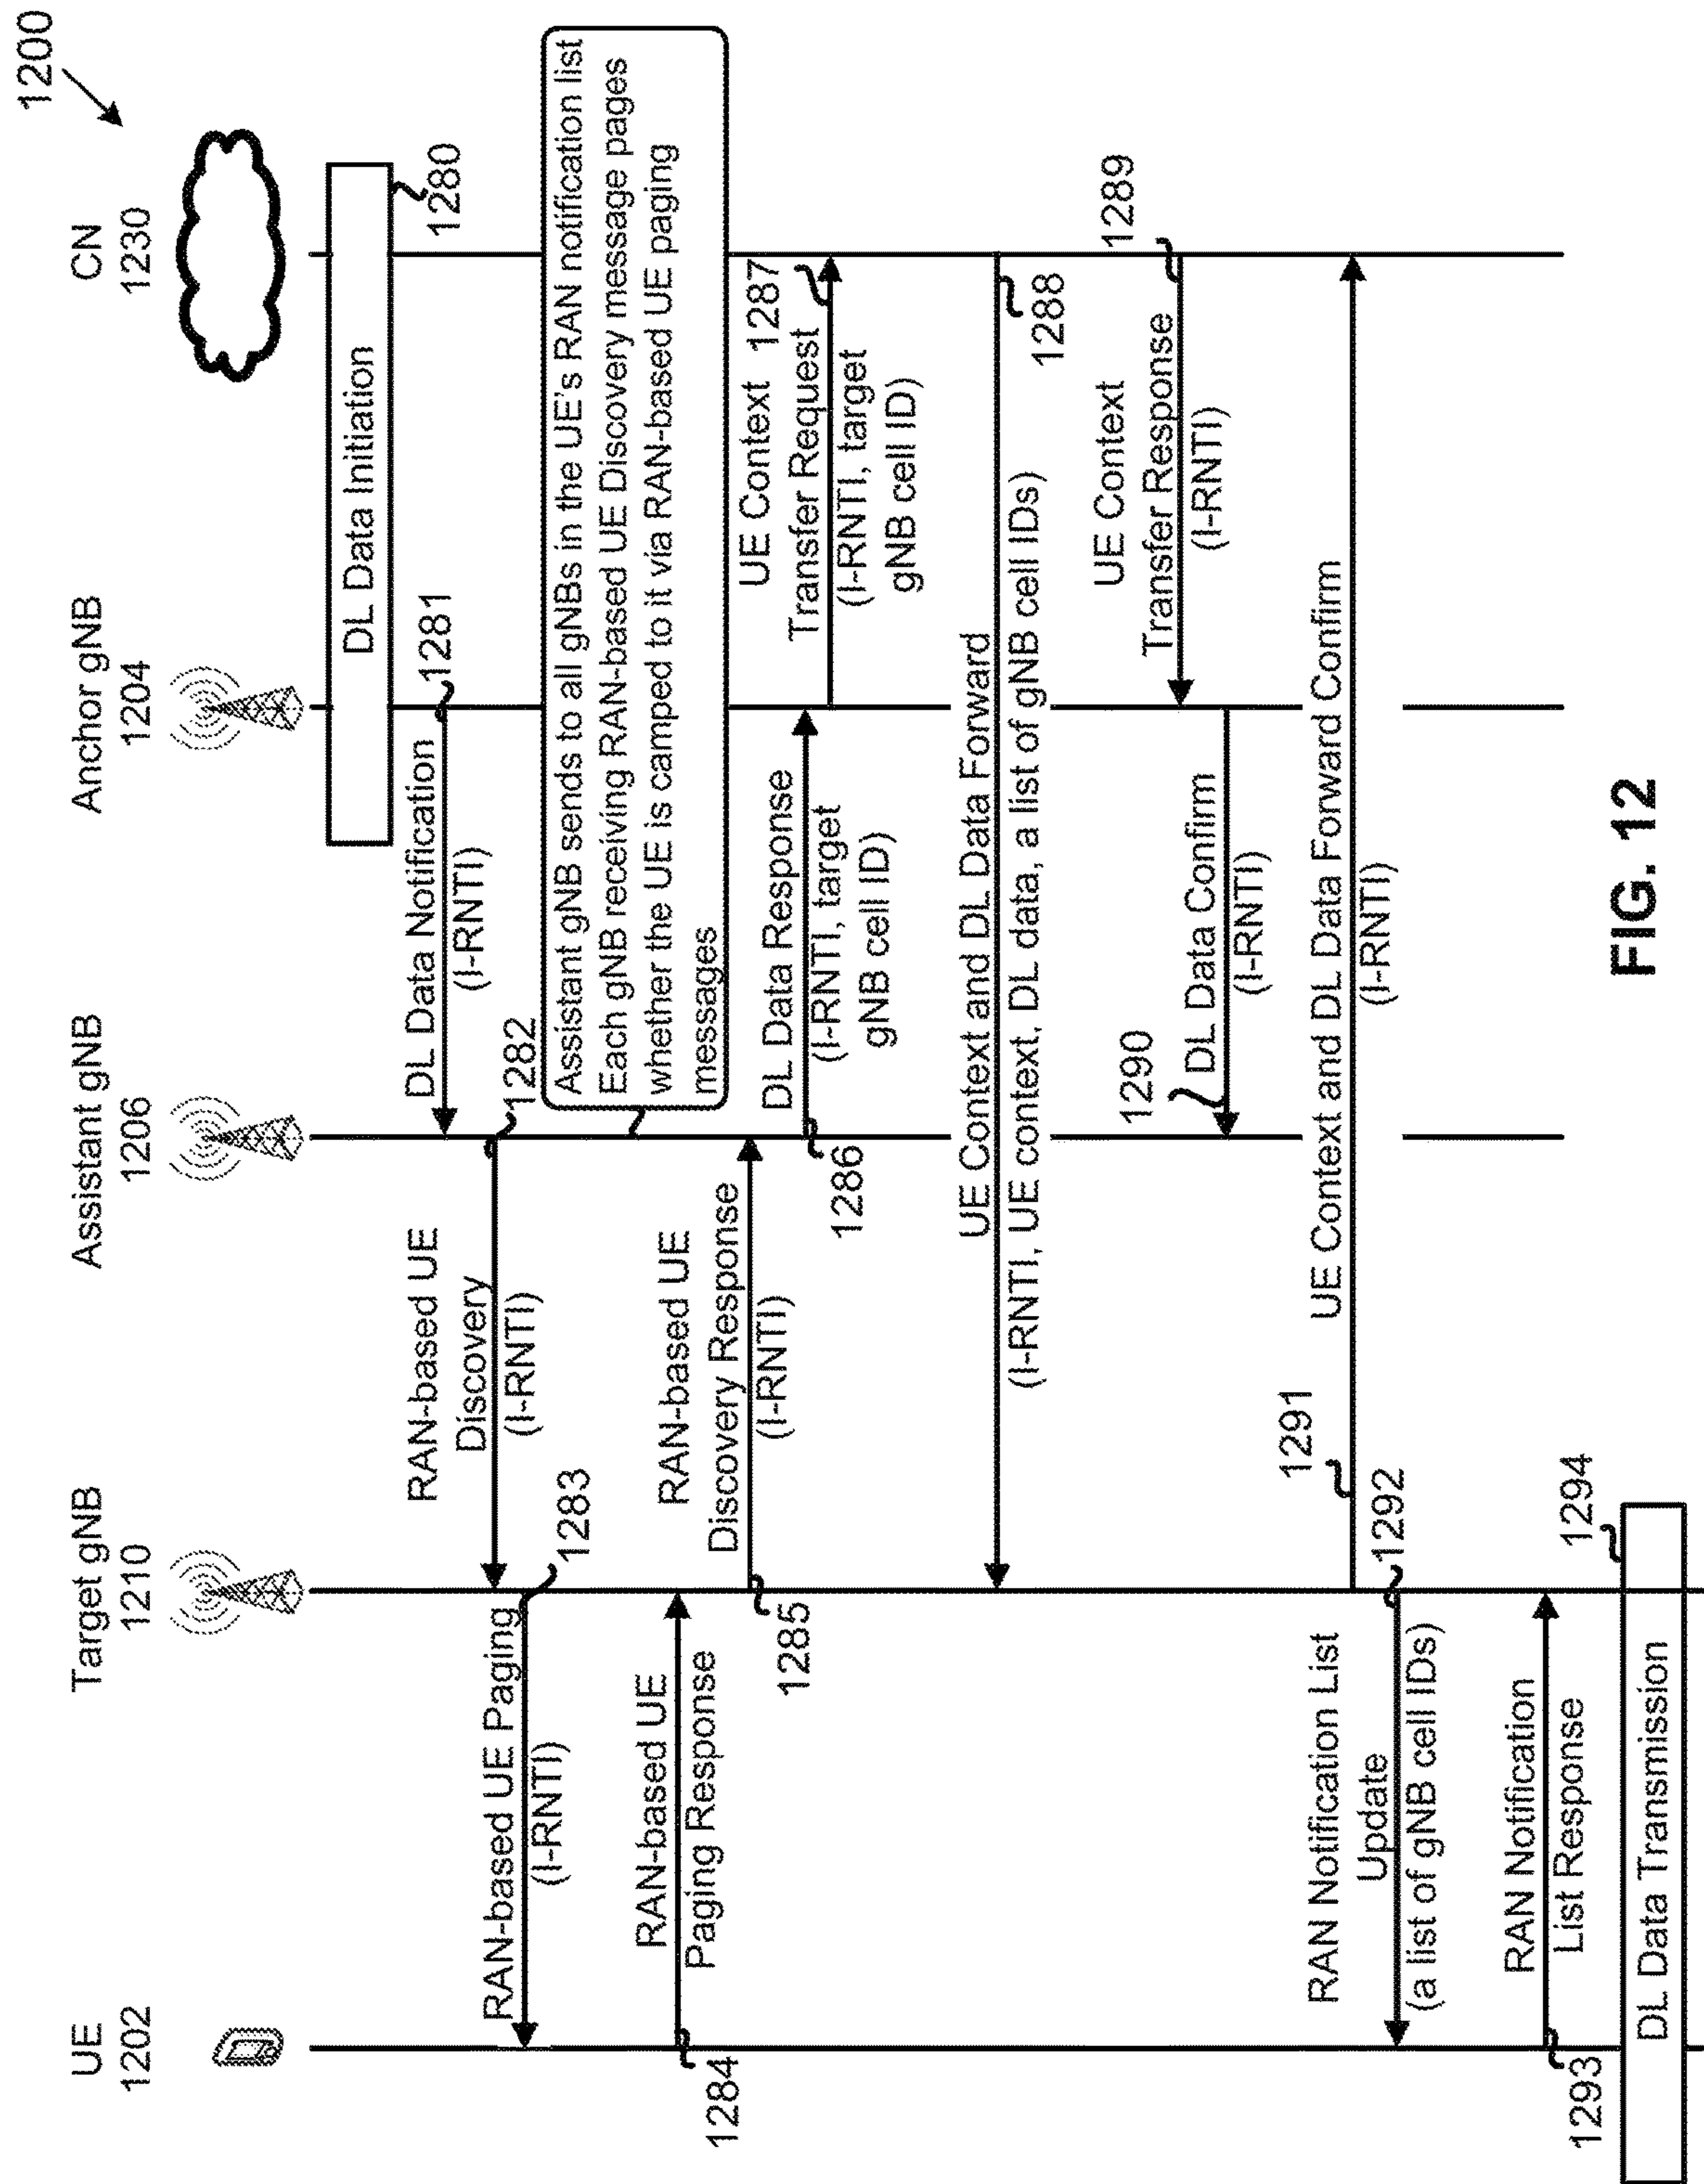 1200
UE
1202
Target gNB
1210
Assistant gNB
1206
Anchor gNB
1204
CN
1230
DL Data Initiation
1280
DL Data Notification
(I-RNTI)
1281
RAN-based UE
Discovery
(I-RNTI)
1282
Assistant gNB sends to all gNBs in the UE's RAN notification list
Each gNB receiving RAN-based UE Discovery message pages
whether the UE is camped to it via RAN-based UE paging
messages
RAN-based UE Paging
(I-RNTI)
1283
RAN-based UE
Paging Response
1284
RAN-based UE
Discovery Response
(I-RNTI)
1285
DL Data Response
(I-RNTI, target
gNB cell ID)
1286
UE Context
Transfer Request
(I-RNTI, target
gNB cell ID)
1287
UE Context and DL Data Forward
(I-RNTI, UE context, DL data, a list of gNB cell IDs)
1288
UE Context
Transfer Response
(I-RNTI)
1289
DL Data Confirm
(I-RNTI)
1290
UE Context and DL Data Forward Confirm
(I-RNTI)
1291
RAN Notification List
Update
(a list of gNB cell IDs)
1292
RAN Notification
List Response
1293
DL Data Transmission
1294
FIG. 12